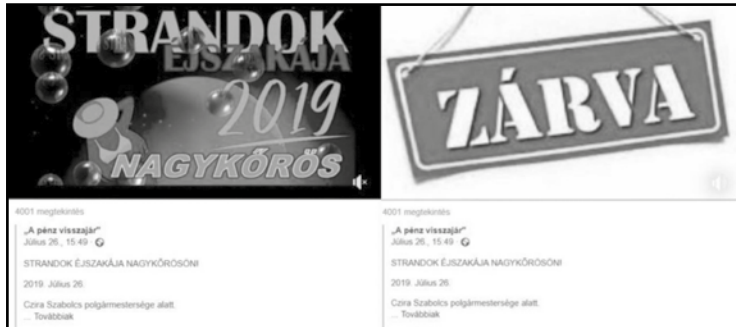 STRANDOK
ÉJSZAKÁJA
2019
NAGYKŐRÖS
4001 megtekintés
„A pénz visszajár”
Július 26., 15:49 ·
STRANDOK ÉJSZAKÁJA NAGYKŐRÖSÖN!
2019. Július 26.
Czira Szabolcs polgármestersége alatt.
... Továbbiak
ZÁRVA
4001 megtekintés
„A pénz visszajár”
Július 26., 15:49 ·
STRANDOK ÉJSZAKÁJA NAGYKŐRÖSÖN!
2019. Július 26.
Czira Szabolcs polgármestersége alatt.
... Továbbiak